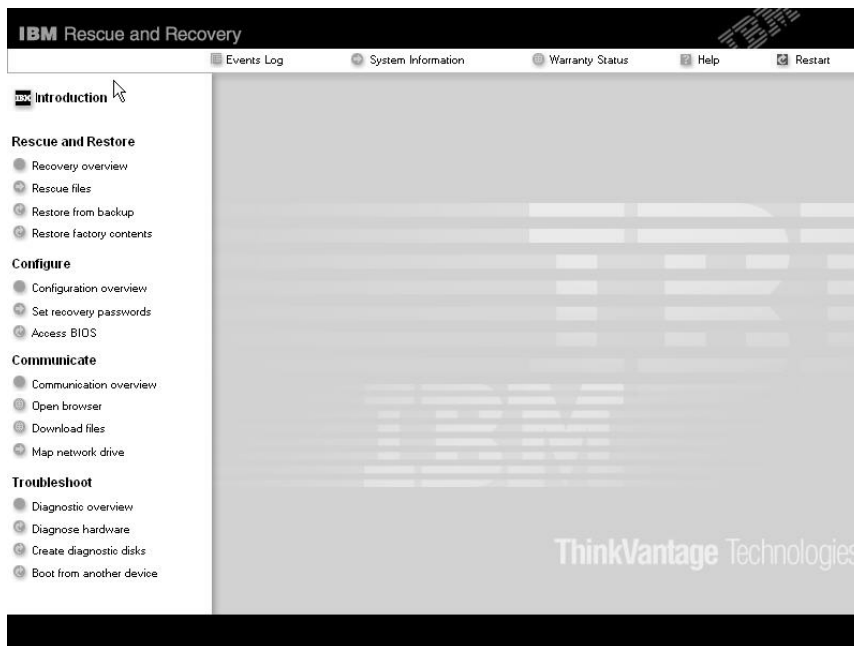 IBM Rescue and Recovery
IBM
Events Log
System Information
Warranty Status
Help
Restart
Introduction
Rescue and Restore
Recovery overview
Rescue files
Restore from backup
Restore factory contents
Configure
Configuration overview
Set recovery passwords
Access BIOS
Communicate
Communication overview
Open browser
Download files
Map network drive
Troubleshoot
Diagnostic overview
Diagnose hardware
Create diagnostic disks
Boot from another device
IBM
ThinkVantage Technologies